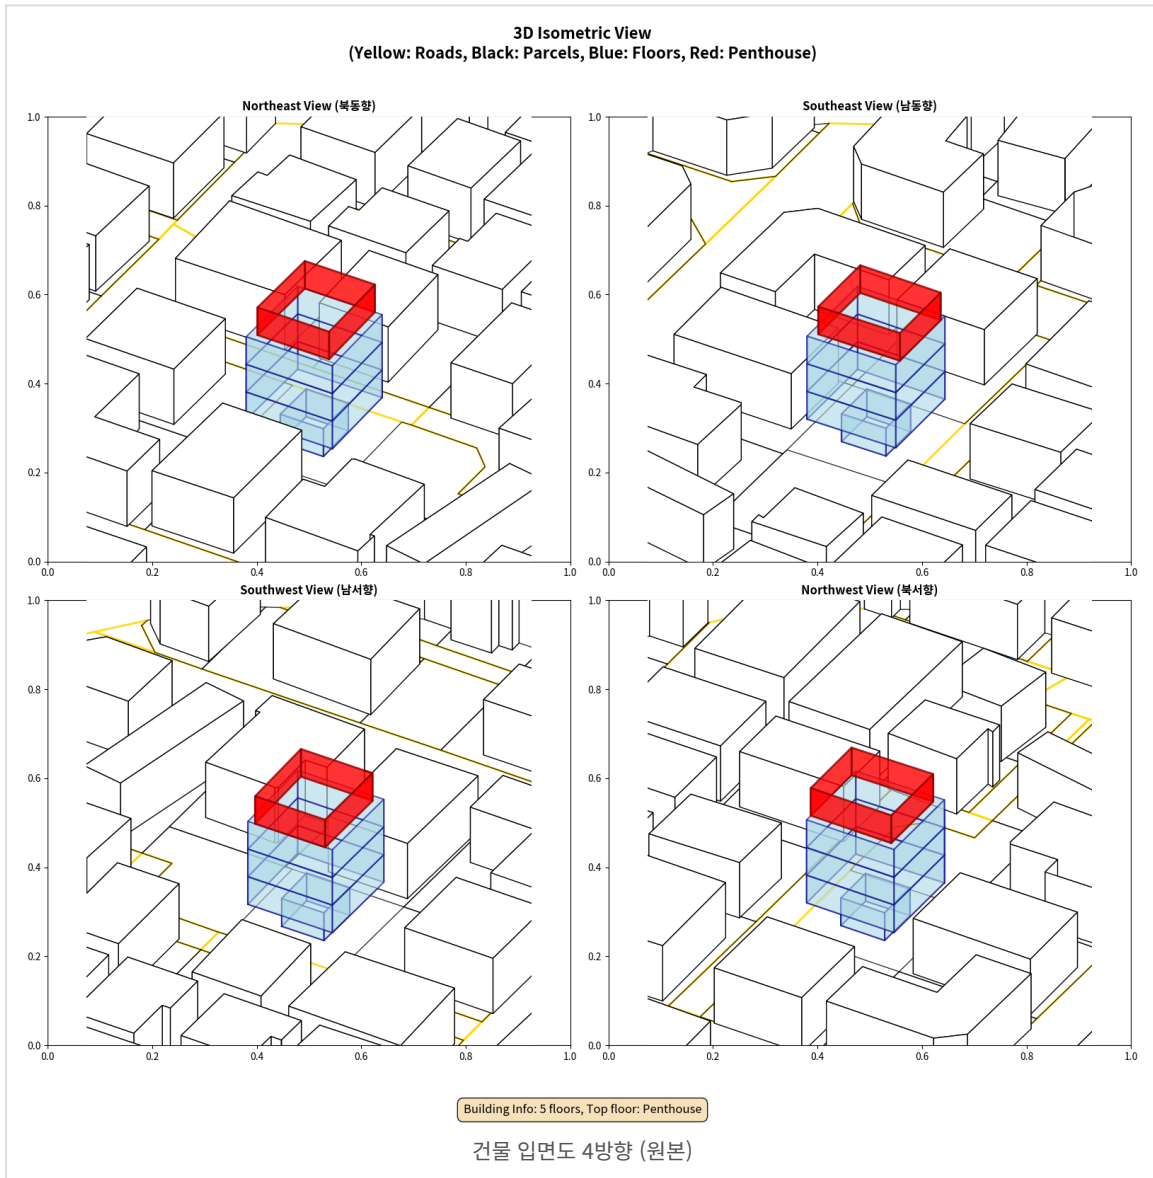 3D Isometric View
(Yellow: Roads, Black: Parcels, Blue: Floors, Red: Penthouse)
Northeast View (북동향)
1.0
0.8
0.6
0.4
0.2
0.0
0.0 0.2 0.4 0.6 0.8 1.0
Southeast View (남동향)
1.0
0.8
0.6
0.4
0.2
0.0
0.0 0.2 0.4 0.6 0.8 1.0
Southwest View (남서향)
1.0
0.8
0.6
0.4
0.2
0.0
0.0 0.2 0.4 0.6 0.8 1.0
Northwest View (북서향)
1.0
0.8
0.6
0.4
0.2
0.0
0.0 0.2 0.4 0.6 0.8 1.0
Building Info: 5 floors, Top floor: Penthouse
건물 입면도 4방향 (원본)